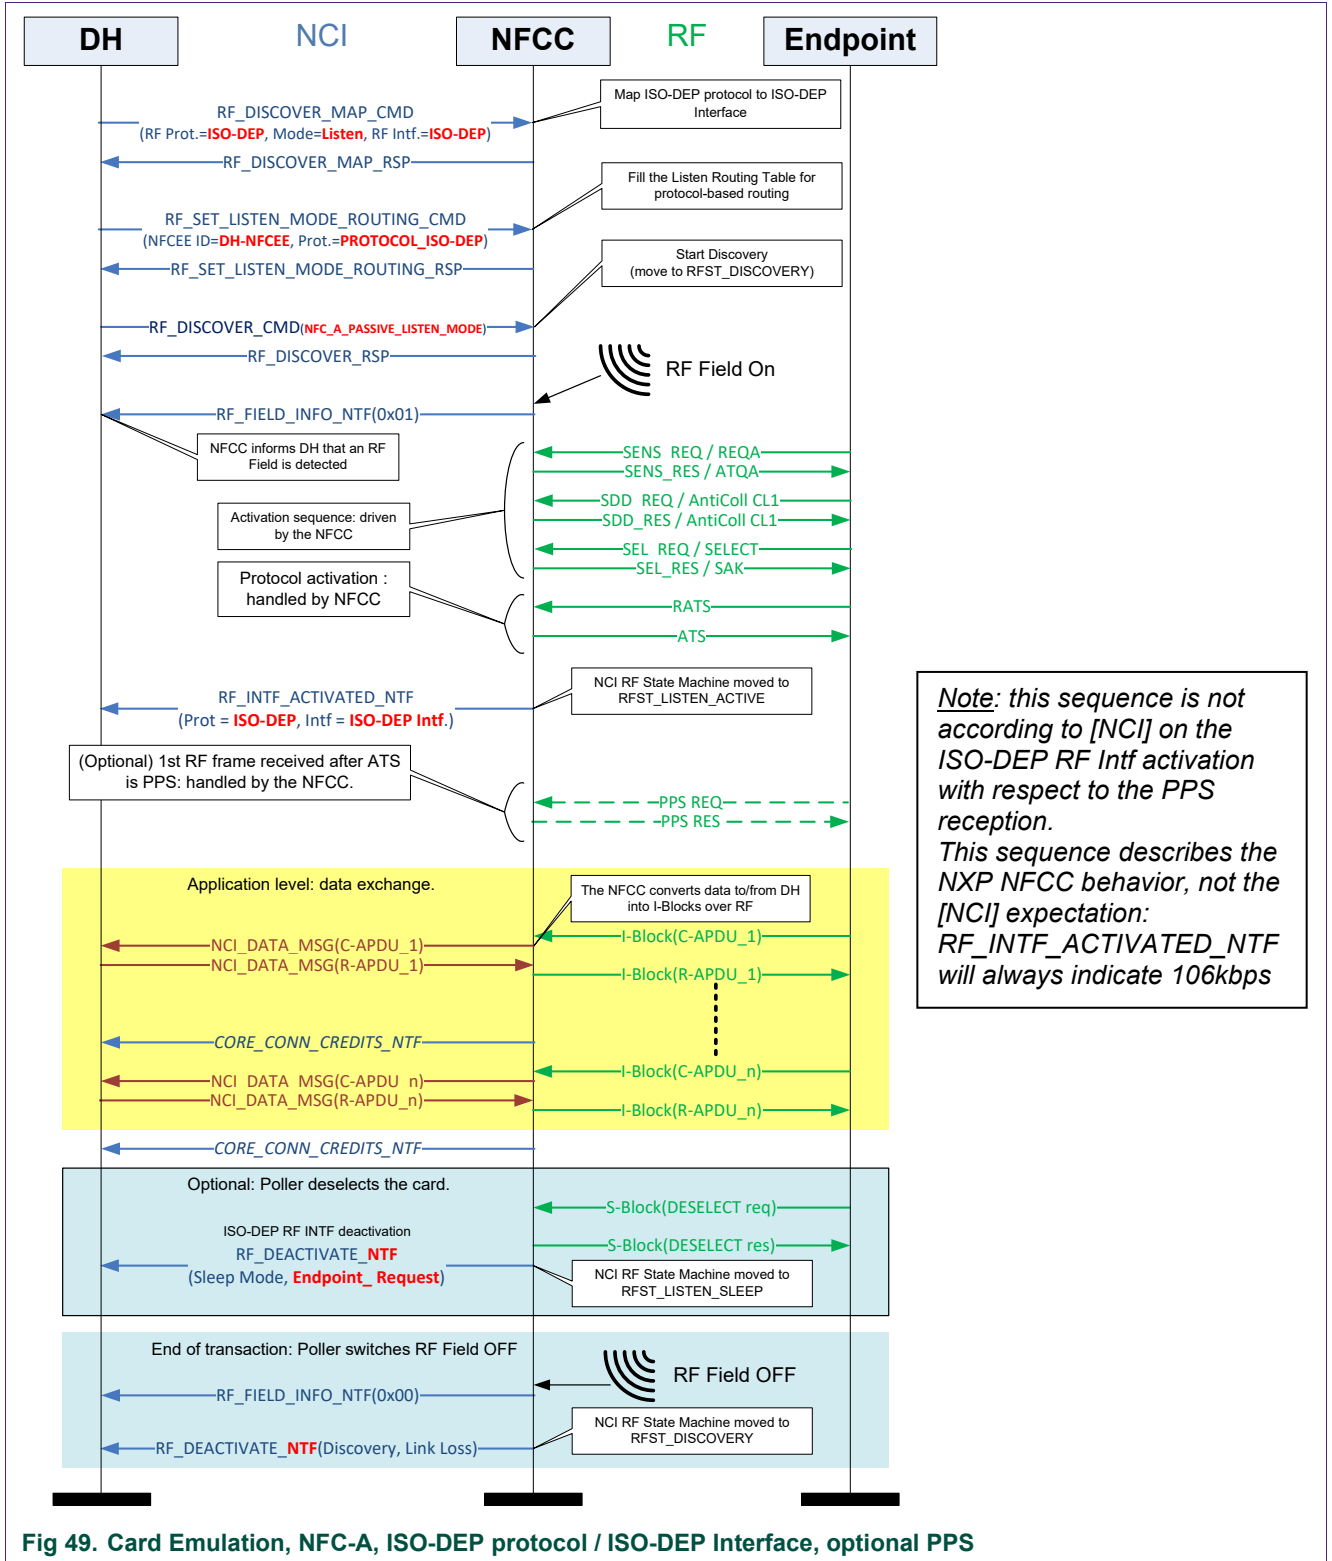 DH
NCI
NFCC
RF
Endpoint
RF_DISCOVER_MAP_CMD
(RF Prot.=ISO-DEP, Mode=Listen, RF Intf.=ISO-DEP)
Map ISO-DEP protocol to ISO-DEP
Interface
RF_DISCOVER_MAP_RSP
Fill the Listen Routing Table for
protocol-based routing
RF_SET_LISTEN_MODE_ROUTING_CMD
(NFCEE ID=DH-NFCEE, Prot.=PROTOCOL_ISO-DEP)
RF_SET_LISTEN_MODE_ROUTING_RSP
Start Discovery
(move to RFST_DISCOVERY)
RF_DISCOVER_CMD(NFC_A_PASSIVE_LISTEN_MODE)
RF_DISCOVER_RSP
RF Field On
RF_FIELD_INFO_NTF(0x01)
NFCC informs DH that an RF
Field is detected
SENS_REQ / REQA
SENS_RES / ATQA
SDD_REQ / AntiColl CL1
SDD_RES / AntiColl CL1
Activation sequence: driven
by the NFCC
SEL_REQ / SELECT
SEL_RES / SAK
Protocol activation :
handled by NFCC
RATS
ATS
RF_INTF_ACTIVATED_NTF
(Prot = ISO-DEP, Intf = ISO-DEP Intf.)
NCI RF State Machine moved to
RFST_LISTEN_ACTIVE
(Optional) 1st RF frame received after ATS
is PPS: handled by the NFCC.
PPS REQ
PPS RES
Note: this sequence is not
according to [NCI] on the
ISO-DEP RF Intf activation
with respect to the PPS
reception.
This sequence describes the
NXP NFCC behavior, not the
[NCI] expectation:
RF_INTF_ACTIVATED_NTF
will always indicate 106kbps
Application level: data exchange.
The NFCC converts data to/from DH
into I-Blocks over RF
I-Block(C-APDU_1)
NCI_DATA_MSG(C-APDU_1)
NCI_DATA_MSG(R-APDU_1)
I-Block(R-APDU_1)
CORE_CONN_CREDITS_NTF
I-Block(C-APDU_n)
NCI_DATA_MSG(C-APDU_n)
NCI_DATA_MSG(R-APDU_n)
I-Block(R-APDU_n)
CORE_CONN_CREDITS_NTF
Optional: Poller deselects the card.
S-Block(DESELECT req)
ISO-DEP RF INTF deactivation
RF_DEACTIVATE_NTF
(Sleep Mode, Endpoint_ Request)
S-Block(DESELECT res)
NCI RF State Machine moved to
RFST_LISTEN_SLEEP
End of transaction: Poller switches RF Field OFF
RF Field OFF
RF_FIELD_INFO_NTF(0x00)
NCI RF State Machine moved to
RFST_DISCOVERY
RF_DEACTIVATE_NTF(Discovery, Link Loss)
Fig 49. Card Emulation, NFC-A, ISO-DEP protocol / ISO-DEP Interface, optional PPS